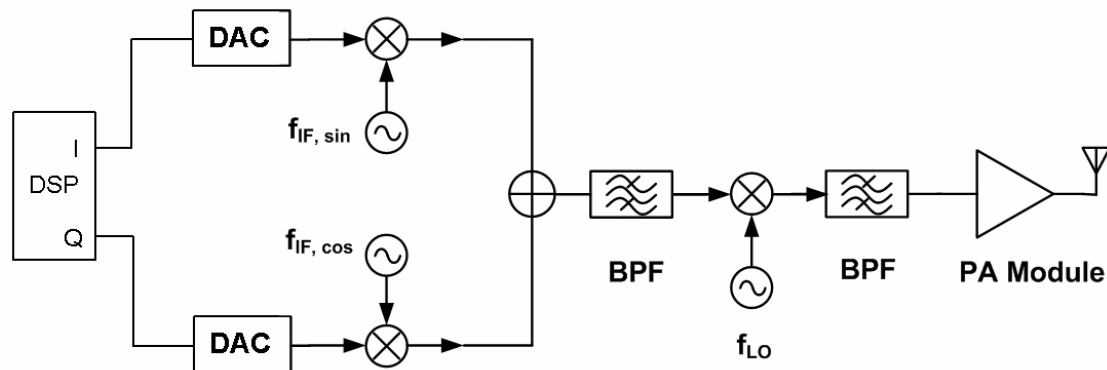 DAC
f_IF, sin
I
DSP
Q
f_IF, cos
DAC
BPF
f_LO
BPF
PA Module